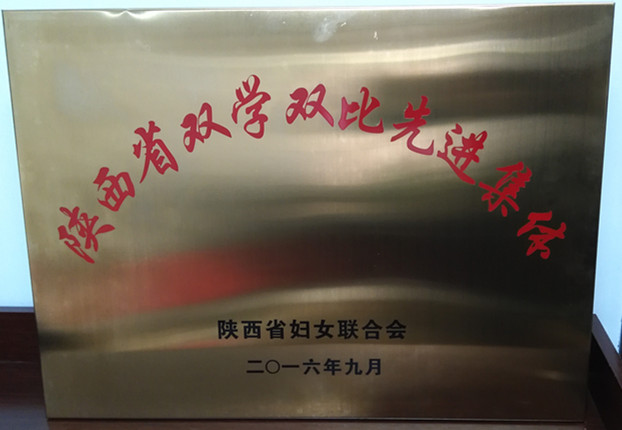 陕西省双学双比先进集体
陕西省妇女联合会
二〇一六年九月